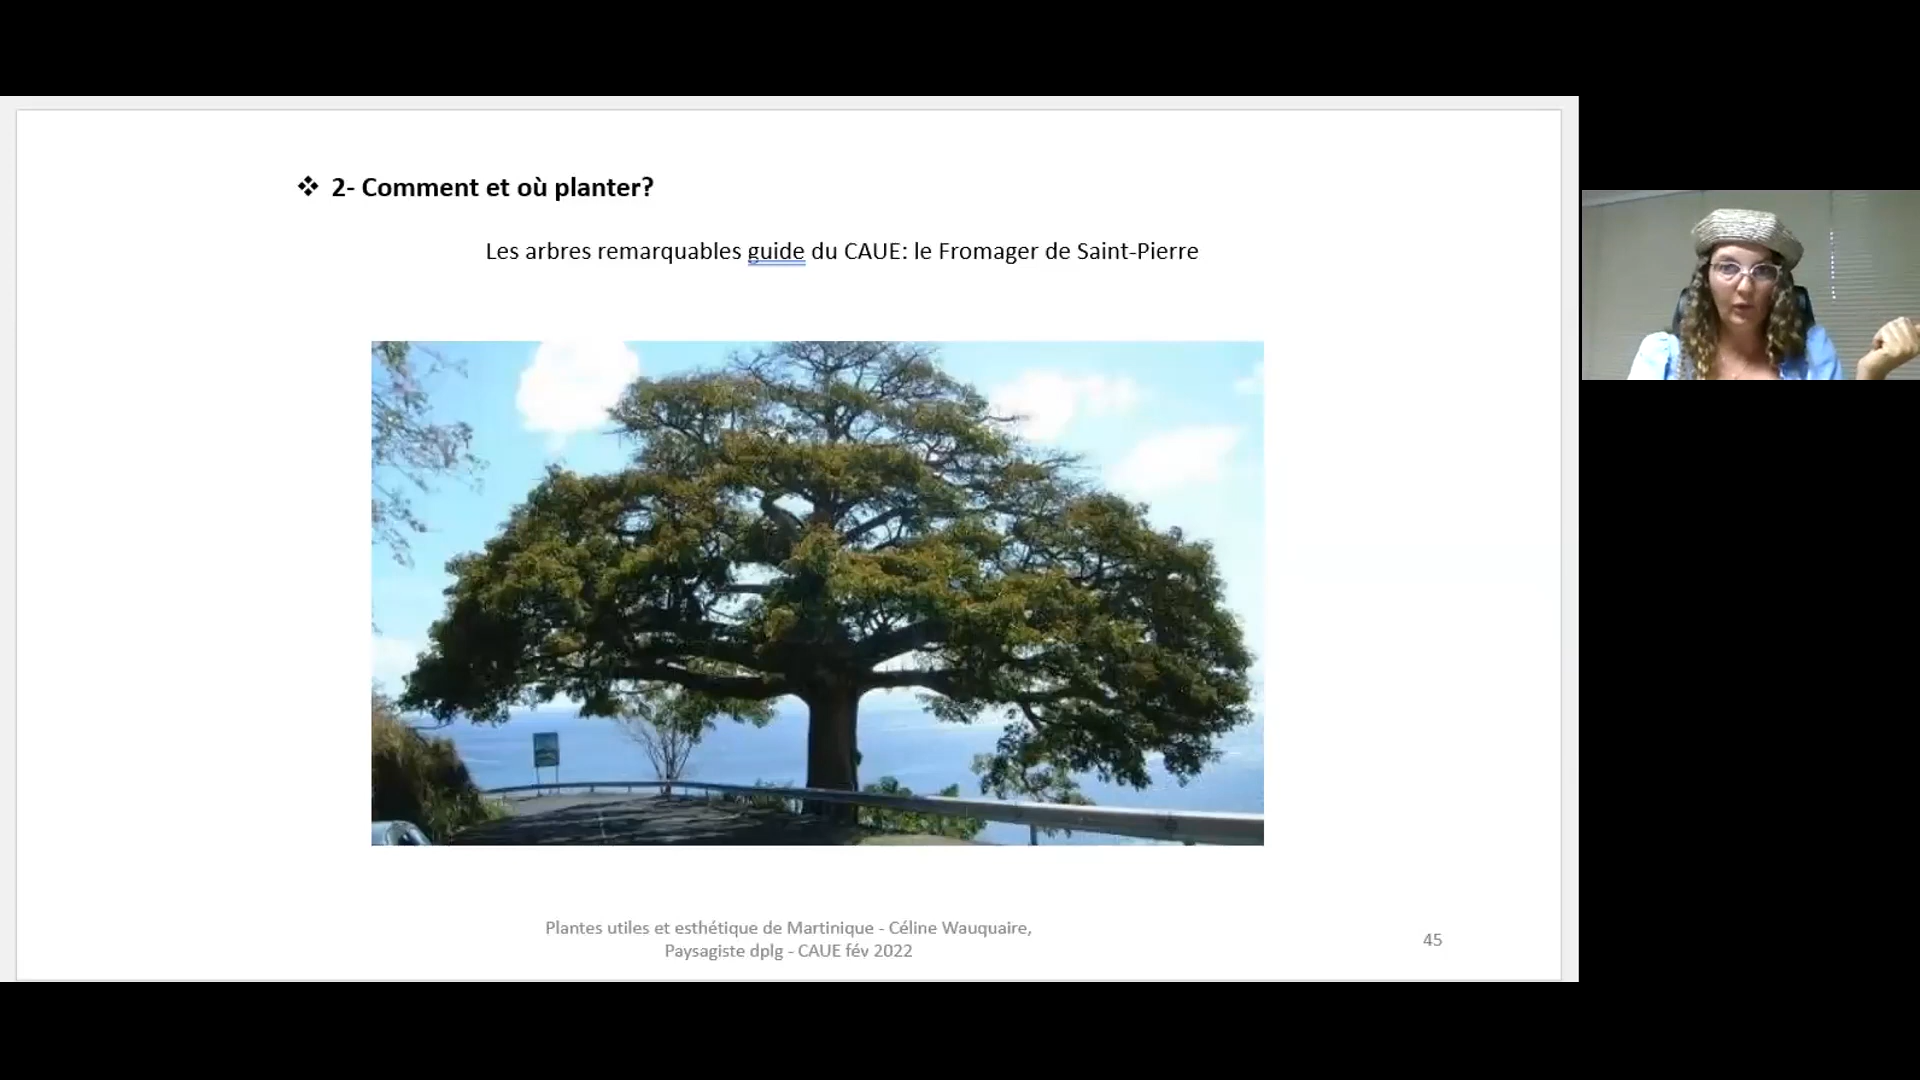 ❖ 2- Comment et où planter?
Les arbres remarquables guide du CAUE: le Fromager de Saint-Pierre
Plantes utiles et esthétique de Martinique - Céline Wauquaire,
Paysagiste dplg - CAUE fév 2022
45